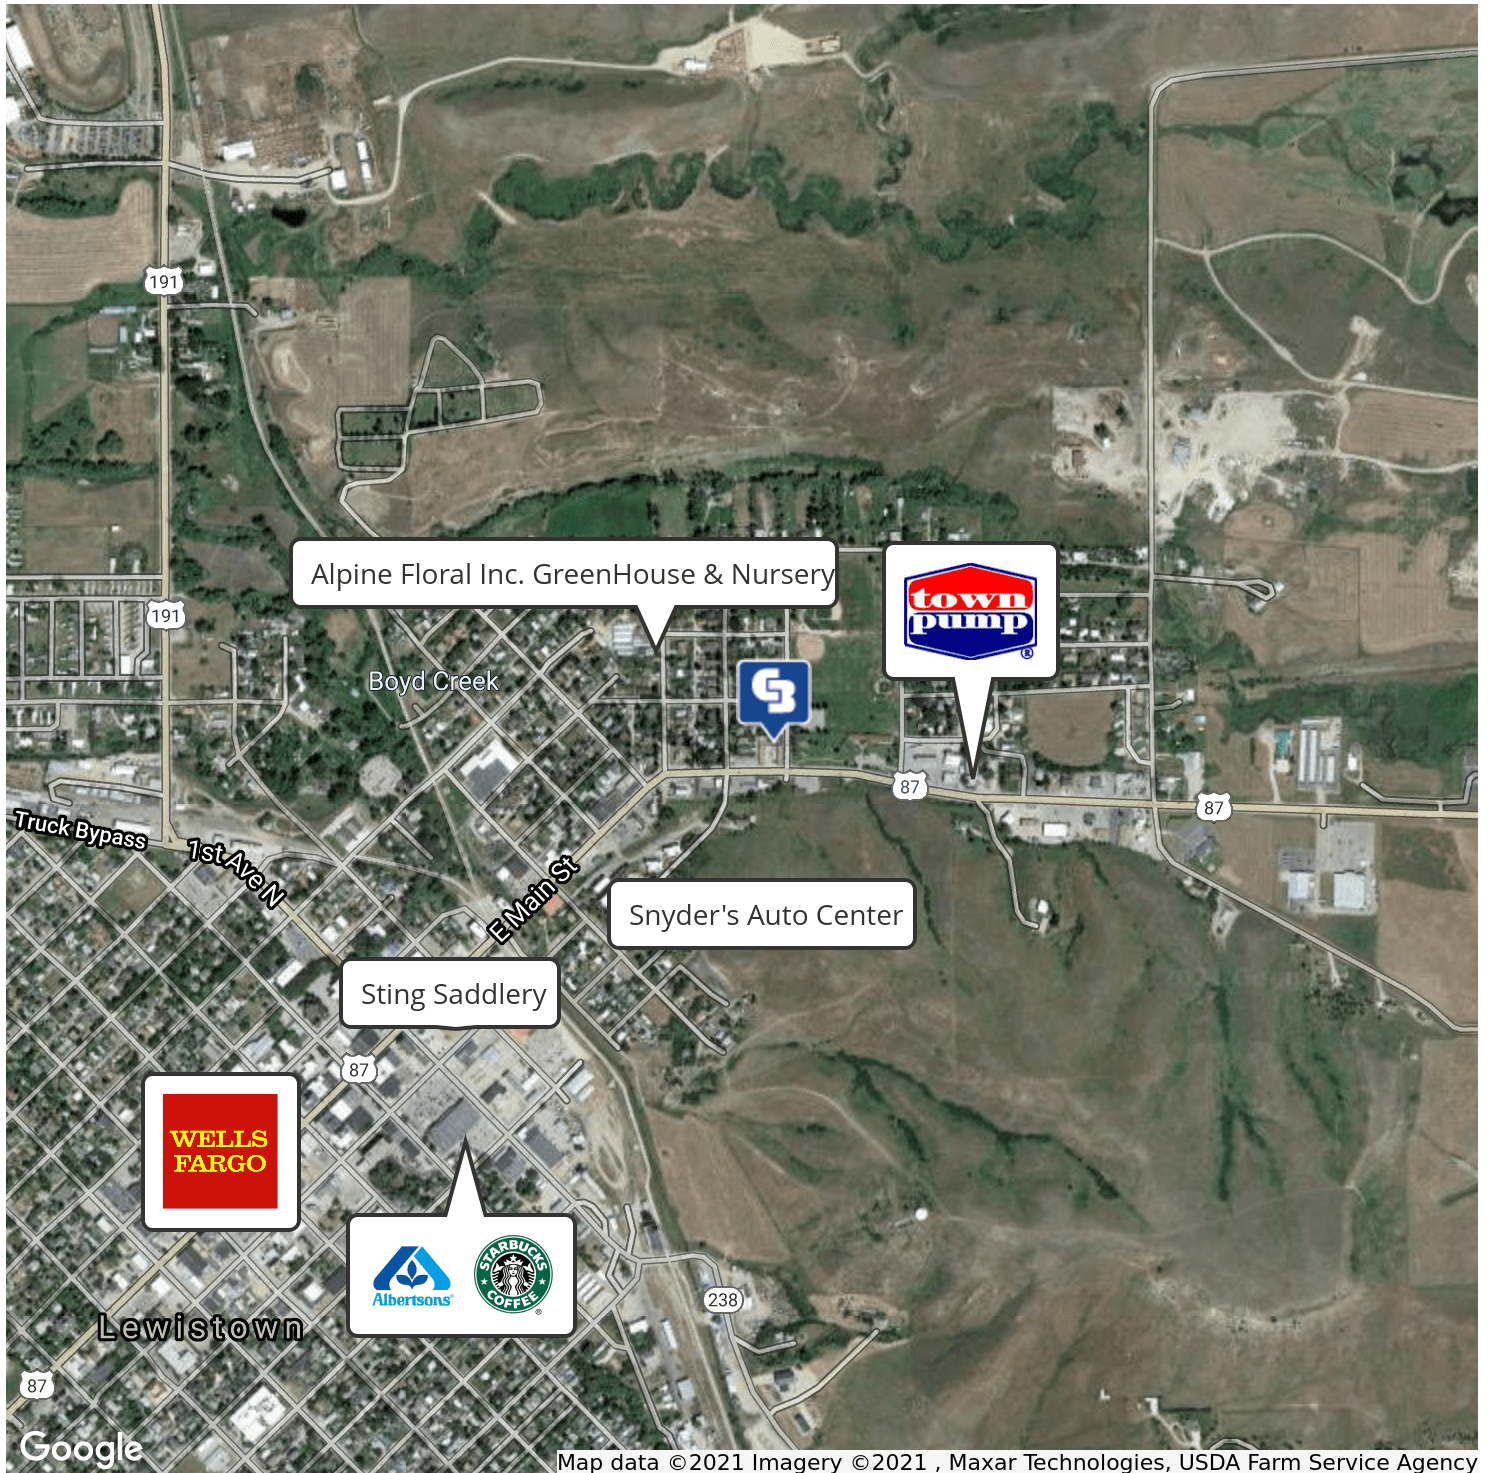 191
Alpine Floral Inc. GreenHouse & Nursery
town
pump
®
191
Boyd Creek
CB
87
87
Truck Bypass
1st Ave N
E Main St
Snyder's Auto Center
Sting Saddlery
87
WELLS
FARGO
Albertsons®
STARBUCKS
COFFEE
®
238
Lewistown
87
Google
Map data ©2021 Imagery ©2021 , Maxar Technologies, USDA Farm Service Agency